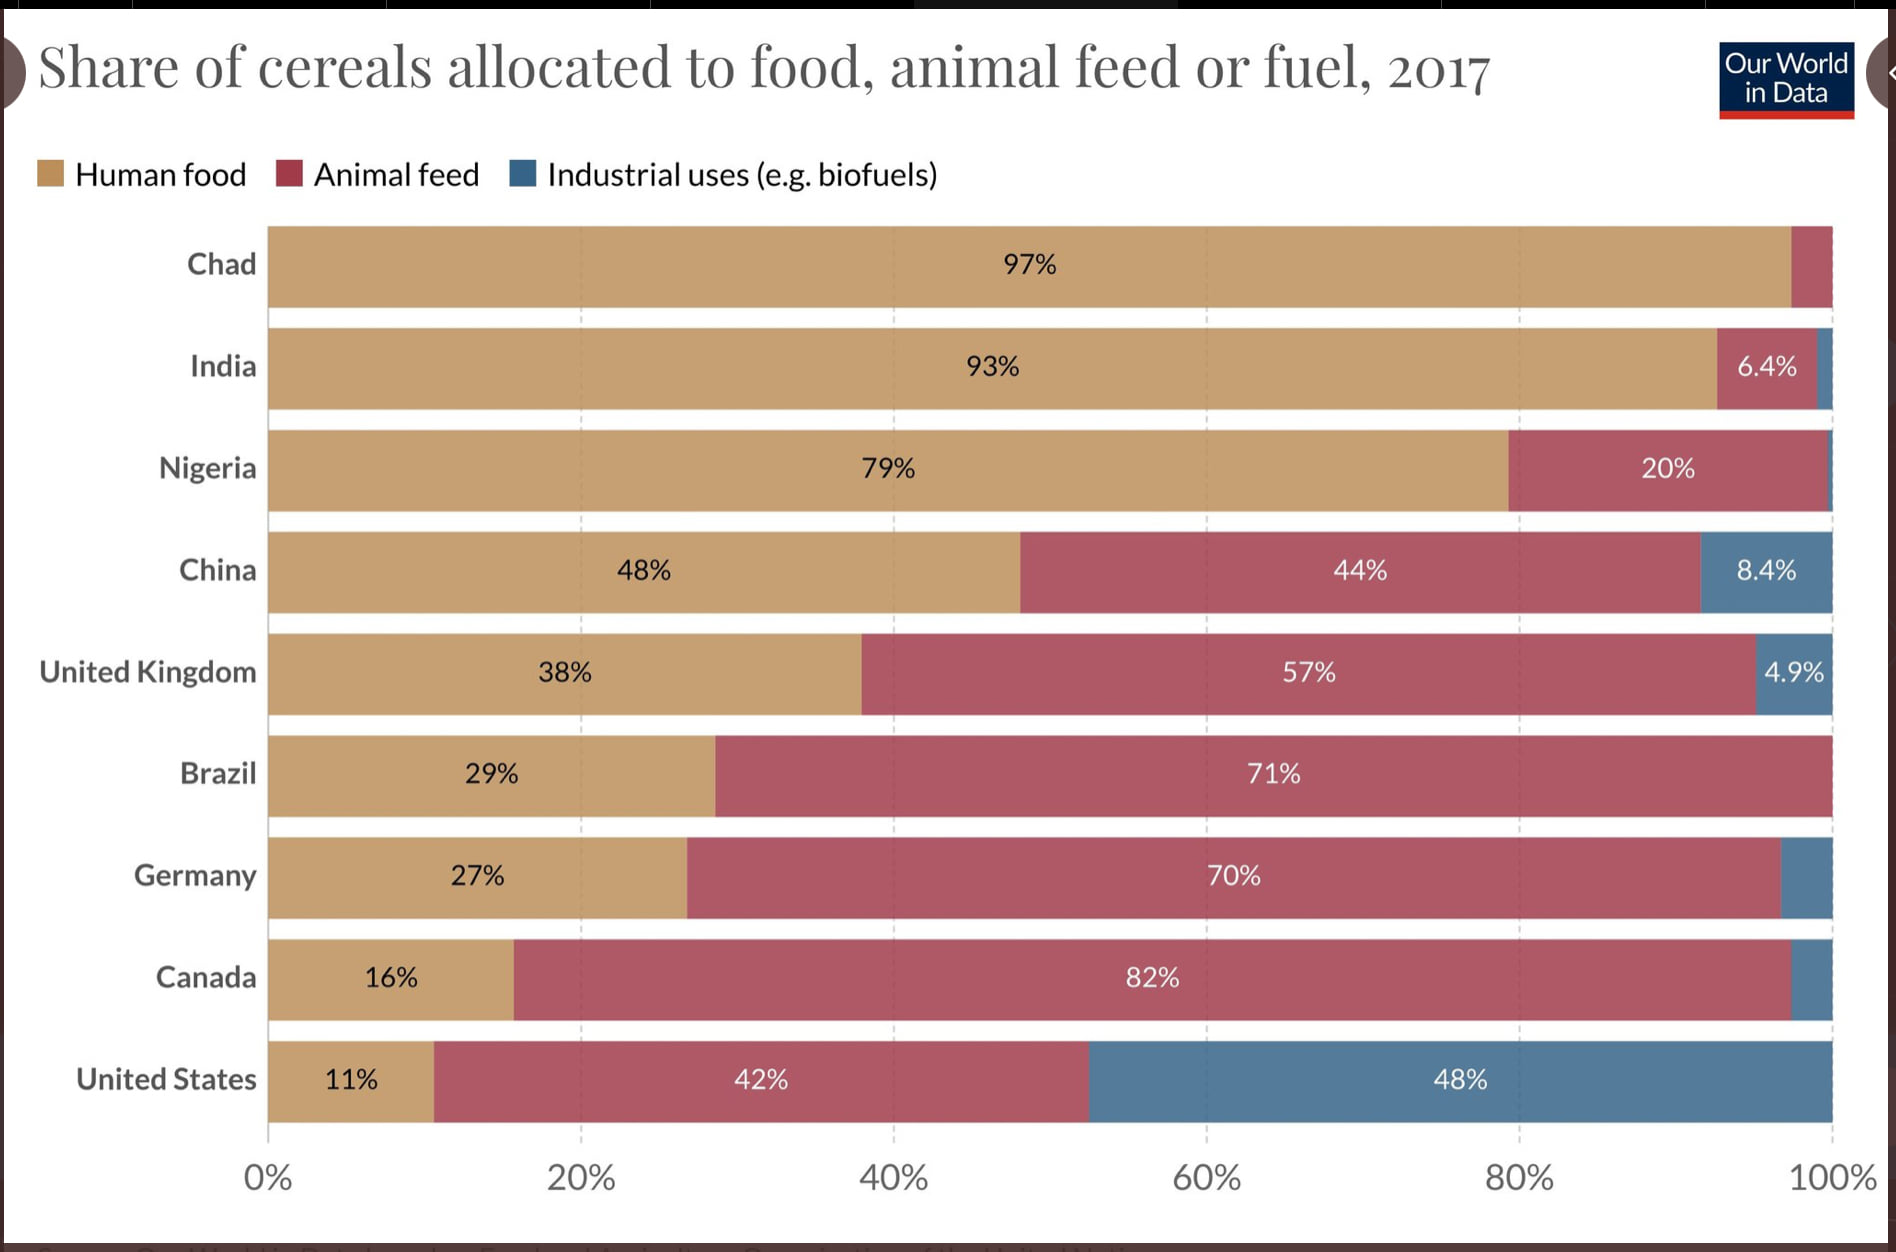 Share of cereals allocated to food, animal feed or fuel, 2017
Our World
in Data
Human food
Animal feed
Industrial uses (e.g. biofuels)
Chad
97%
India
93%
6.4%
Nigeria
79%
20%
China
48%
44%
8.4%
United Kingdom
38%
57%
4.9%
Brazil
29%
71%
Germany
27%
70%
Canada
16%
82%
United States
11%
42%
48%
0%
20%
40%
60%
80%
100%